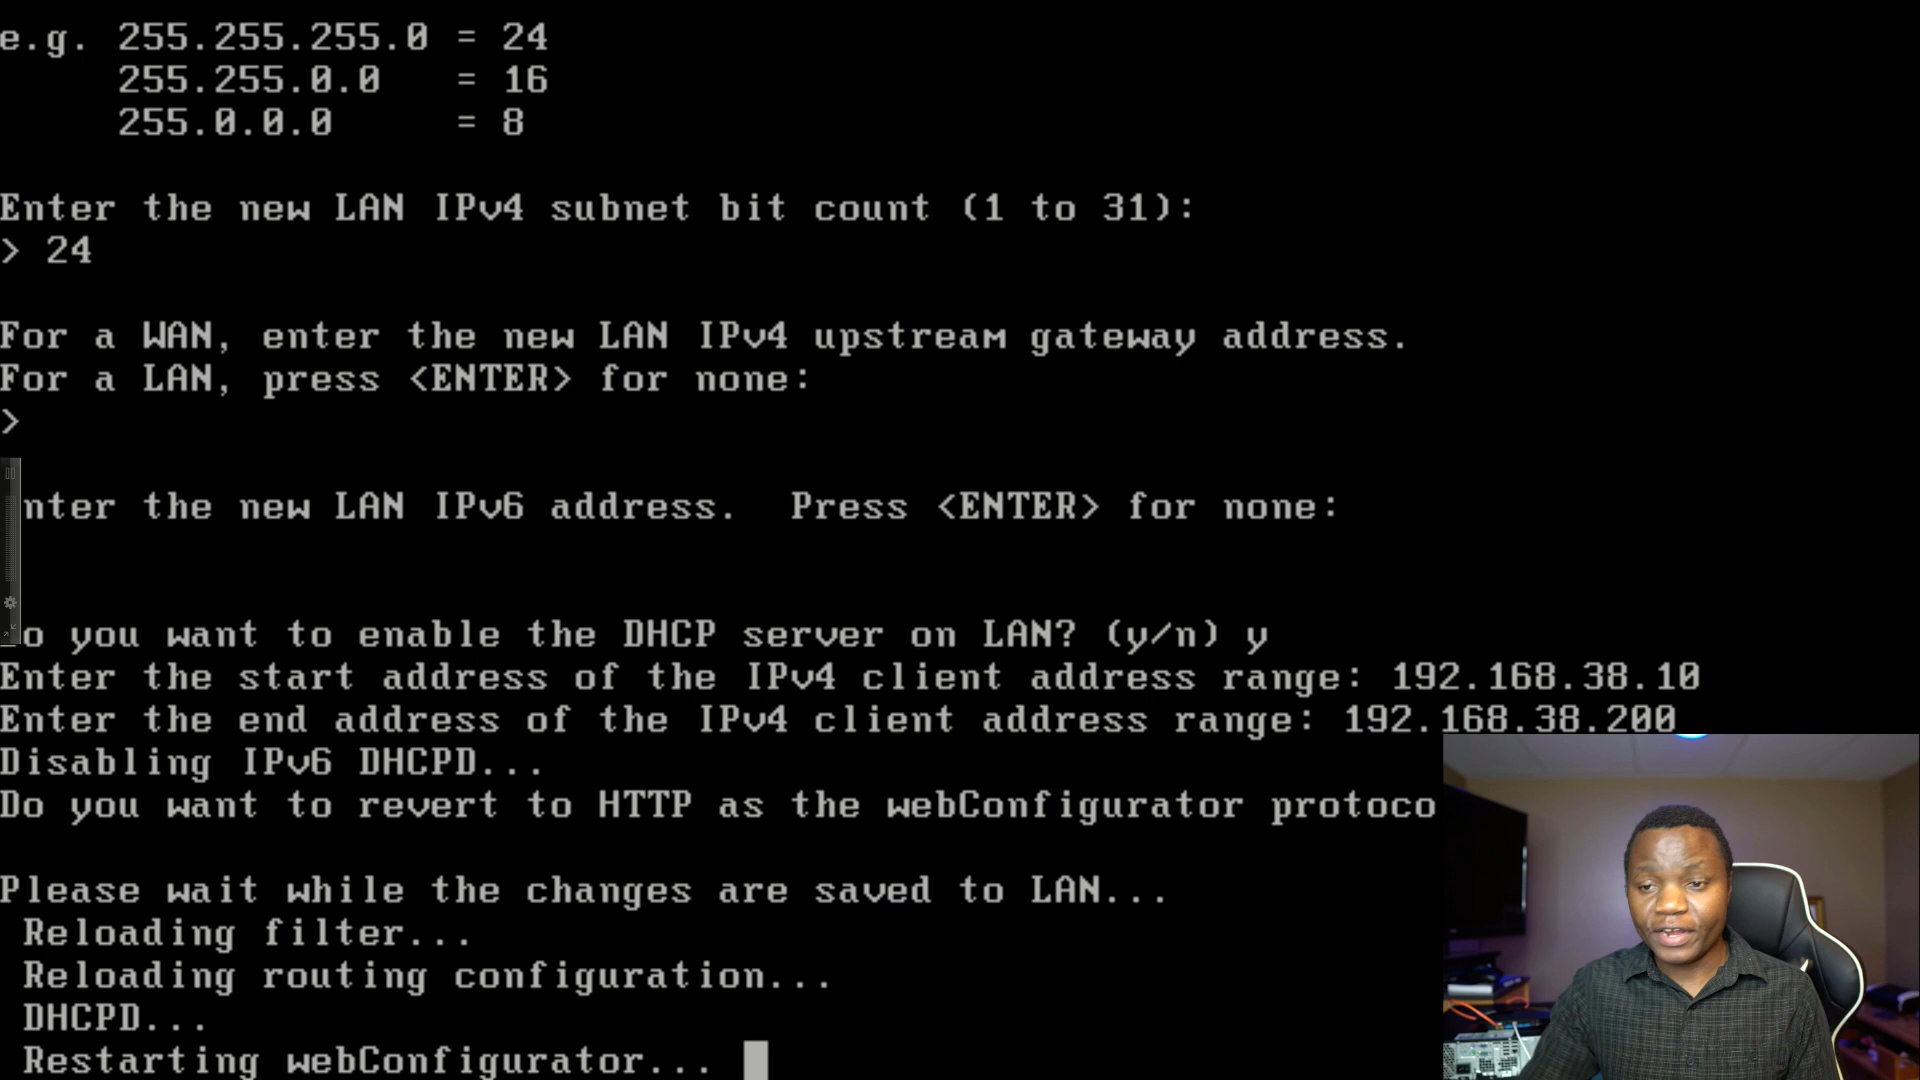 e.g. 255.255.255.0 = 24
255.255.0.0 = 16
255.0.0.0 = 8
Enter the new LAN IPv4 subnet bit count (1 to 31):
> 24
For a WAN, enter the new LAN IPv4 upstream gateway address.
For a LAN, press <ENTER> for none:
>
nter the new LAN IPv6 address. Press <ENTER> for none:
o you want to enable the DHCP server on LAN? (y/n) y
Enter the start address of the IPv4 client address range: 192.168.38.10
Enter the end address of the IPv4 client address range: 192.168.38.200
Disabling IPv6 DHCPD...
Do you want to revert to HTTP as the webConfigurator protoco
Please wait while the changes are saved to LAN...
Reloading filter...
Reloading routing configuration...
DHCPD...
Restarting webConfigurator...